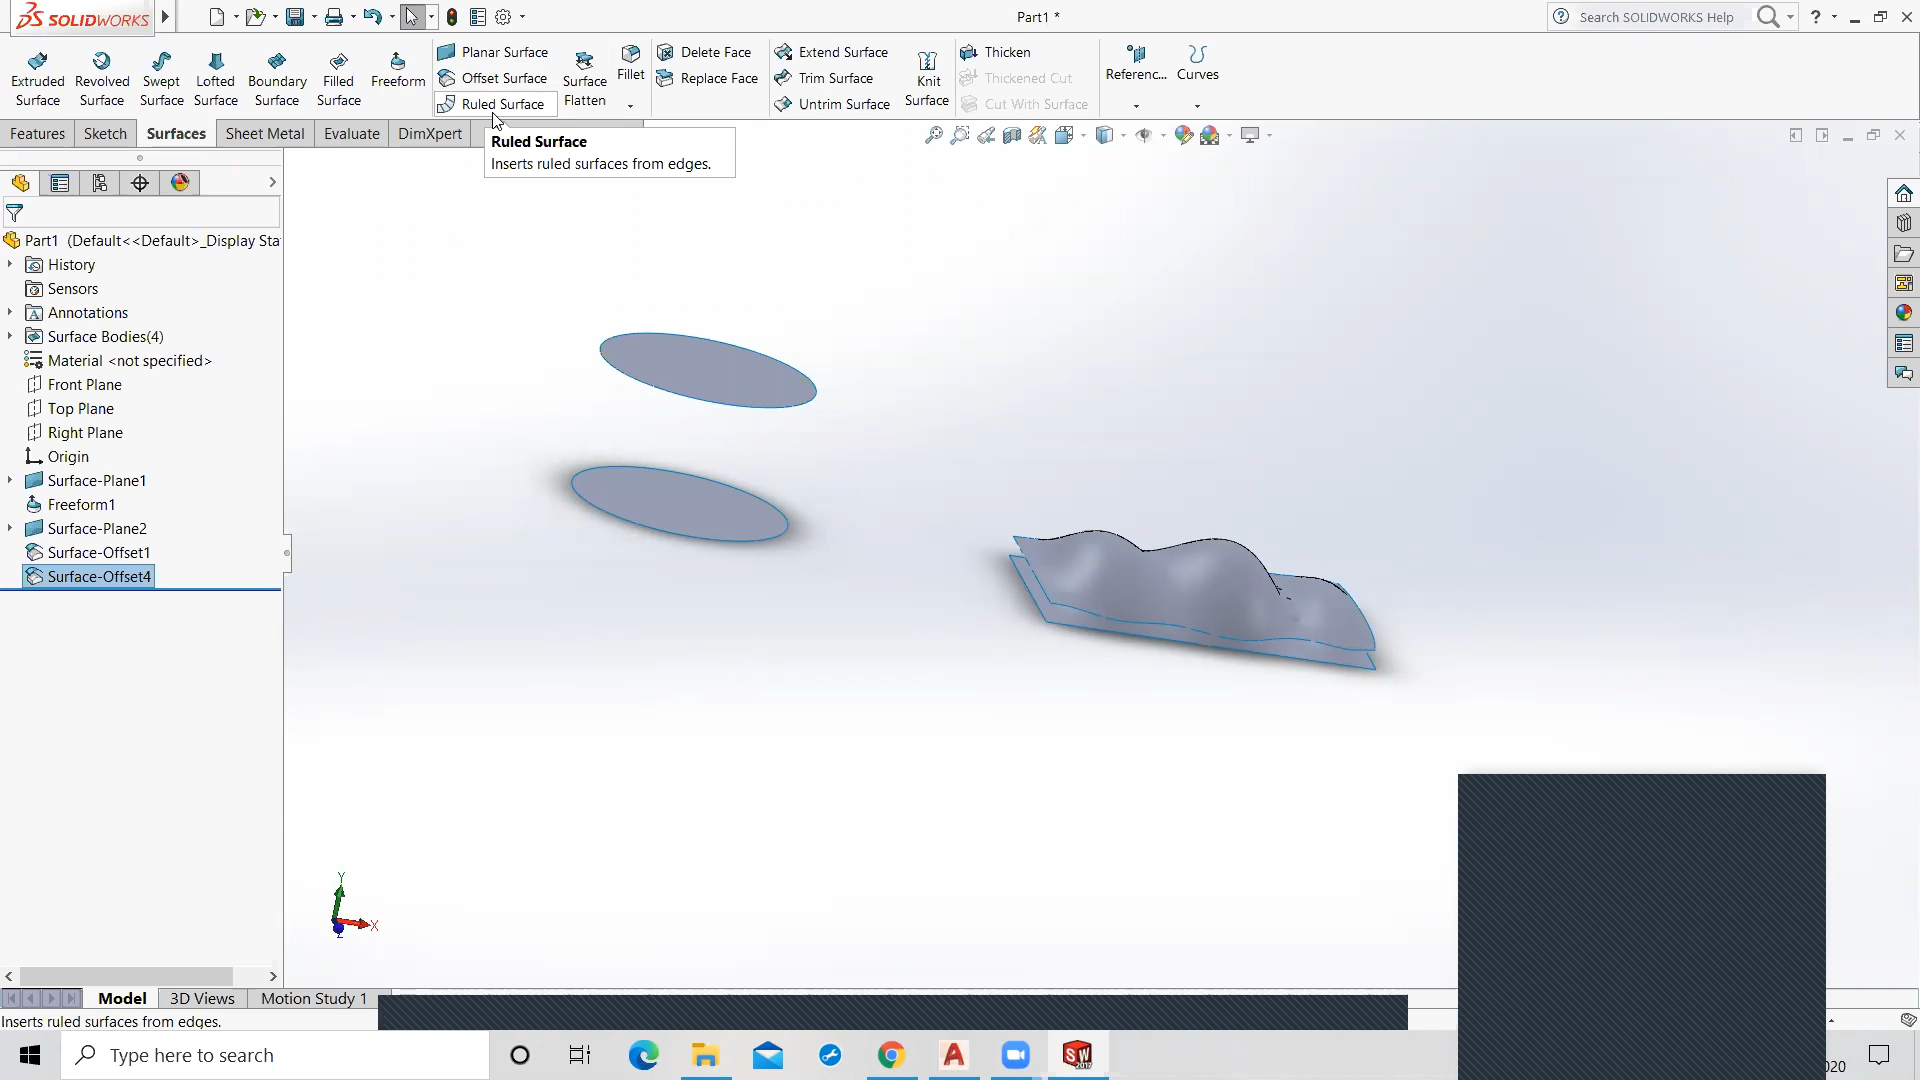 SOLIDWORKS
Part1 *
Search SOLIDWORKS Help
Extruded Surface
Revolved Surface
Swept Surface
Lofted Surface
Boundary Surface
Filled Surface
Freeform
Planar Surface
Offset Surface
Ruled Surface
Surface Flatten
Fillet
Delete Face
Replace Face
Extend Surface
Trim Surface
Untrim Surface
Knit Surface
Thicken
Thickened Cut
Cut With Surface
Referenc...
Curves
Features
Sketch
Surfaces
Sheet Metal
Evaluate
DimXpert
Ruled Surface
Inserts ruled surfaces from edges.
Part1 (Default<<Default>_Display Sta
History
Sensors
Annotations
Surface Bodies(4)
Material <not specified>
Front Plane
Top Plane
Right Plane
Origin
Surface-Plane1
Freeform1
Surface-Plane2
Surface-Offset1
Surface-Offset4
Y
X
Z
Model
3D Views
Motion Study 1
Inserts ruled surfaces from edges.
Type here to search
SW
2017
020